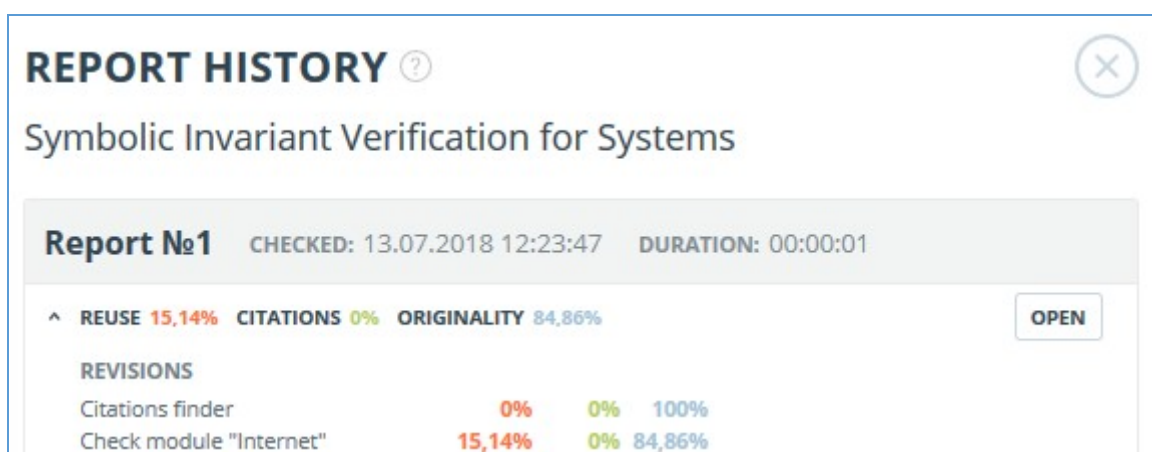 REPORT HISTORY ?
Symbolic Invariant Verification for Systems
Report №1 CHECKED: 13.07.2018 12:23:47 DURATION: 00:00:01
^ REUSE 15,14% CITATIONS 0% ORIGINALITY 84,86% OPEN
REVISIONS
Citations finder 0% 0% 100%
Check module "Internet" 15,14% 0% 84,86%